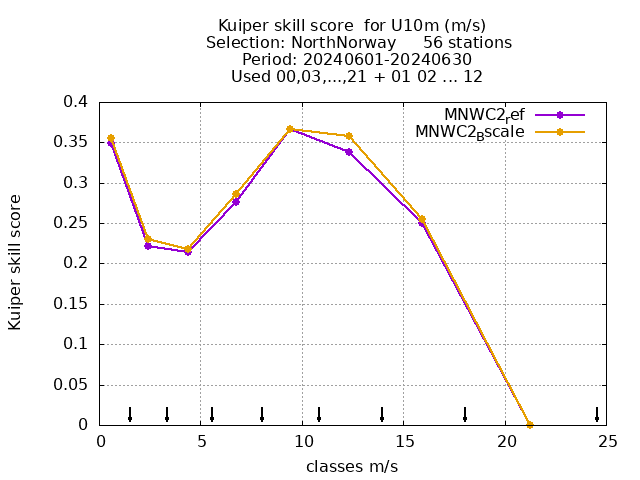 Kuiper skill score  for U10m (m/s)
Selection: NorthNorway     56 stations
Period: 20240601-20240630
Used 00,03,...,21 + 01 02 ... 12
MNWC2ref
MNWC2Bscale
Kuiper skill score
0.4
0.35
0.3
0.25
0.2
0.15
0.1
0.05
0
0 5 10 15 20 25
classes m/s